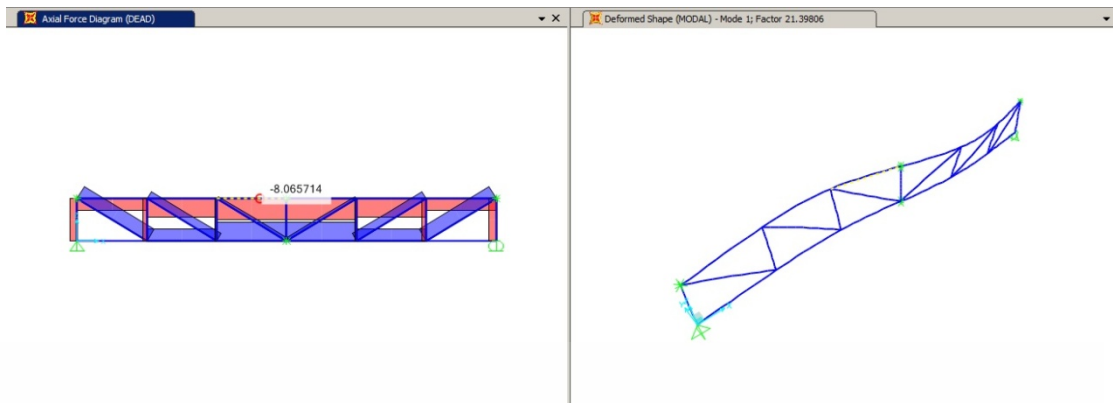 Axial Force Diagram (DEAD)
Deformed Shape (MODAL) - Mode 1; Factor 21.39806
-8.065714